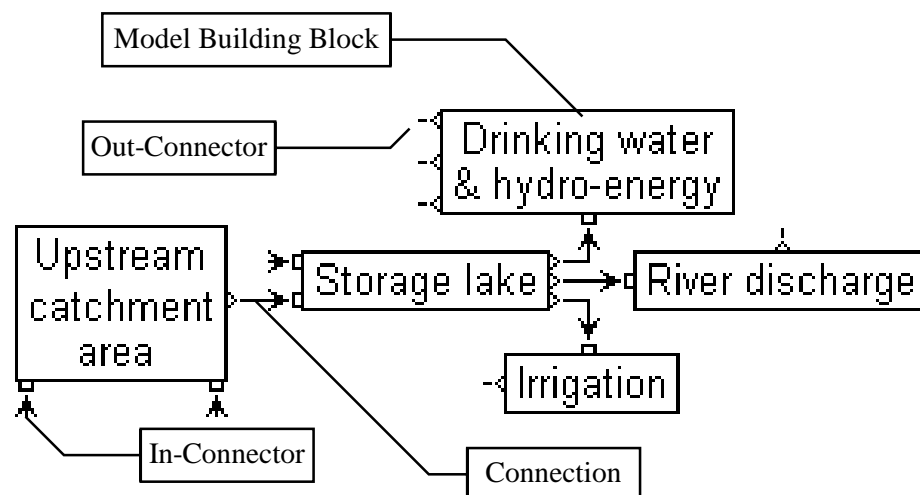 Model Building Block
Out-Connector
Drinking water
& hydro-energy
Upstream
catchment
area
Storage lake
River discharge
Irrigation
In-Connector
Connection